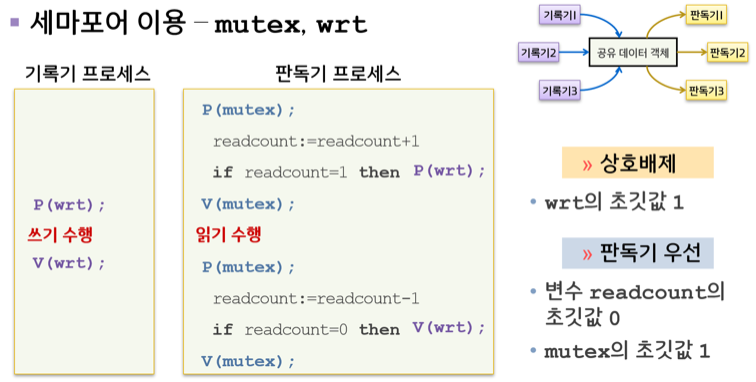 세마포어 이용 – mutex, wrt
기록기 프로세스
P(wrt);
쓰기 수행
V(wrt);
판독기 프로세스
P(mutex);
readcount:=readcount+1
if readcount=1 then P(wrt);
V(mutex);
읽기 수행
P(mutex);
readcount:=readcount-1
if readcount=0 then V(wrt);
V(mutex);
기록기1
기록기2
기록기3
공유 데이터 객체
판독기1
판독기2
판독기3
» 상호배제
• wrt의 초깃값 1
» 판독기 우선
• 변수 readcount의
초깃값 0
• mutex의 초깃값 1